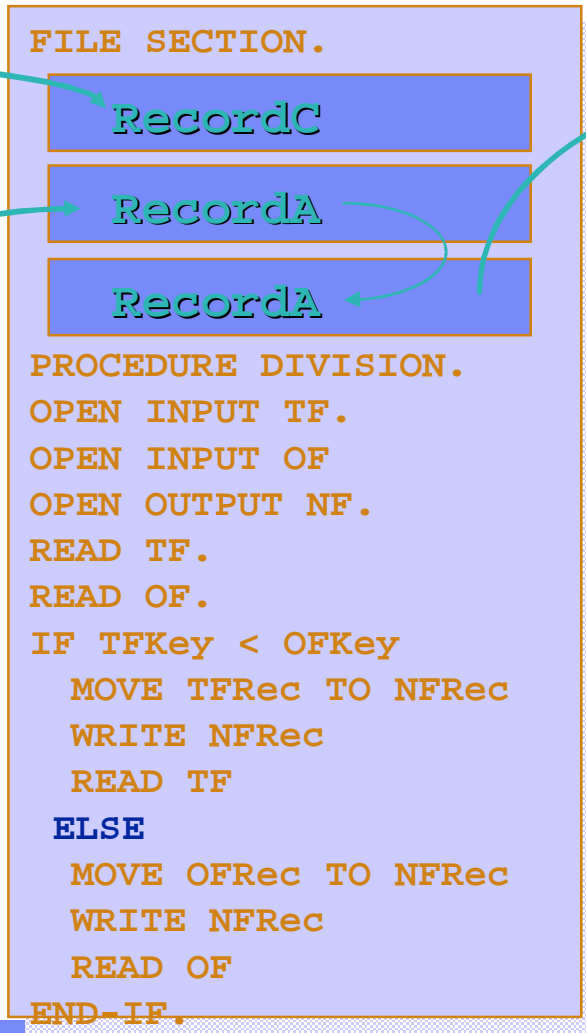 FILE SECTION.
RecordC
RecordA
RecordA
PROCEDURE DIVISION.
OPEN INPUT TF.
OPEN INPUT OF
OPEN OUTPUT NF.
READ TF.
READ OF.
IF TFKey < OFKey
MOVE TFRec TO NFRec
WRITE NFRec
READ TF
ELSE
MOVE OFRec TO NFRec
WRITE NFRec
READ OF
END-IF.